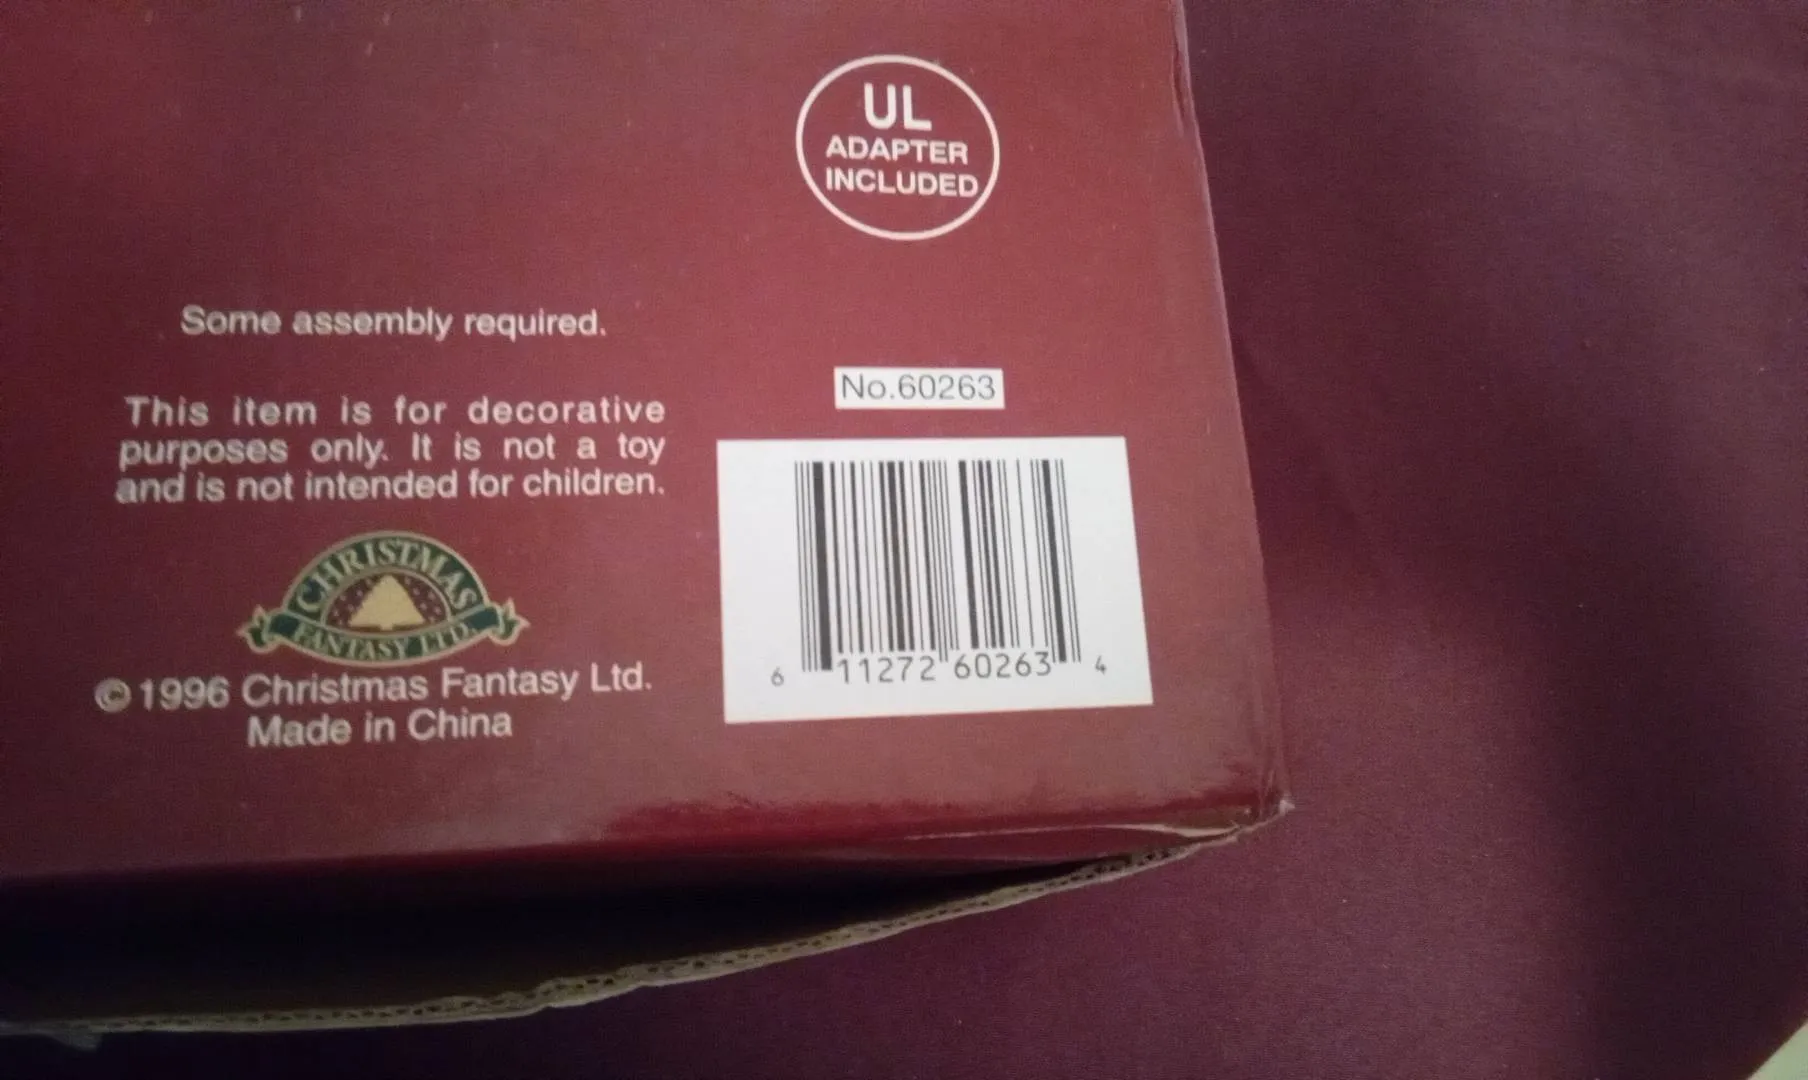 UL
ADAPTER
INCLUDED
Some assembly required.
This item is for decorative
purposes only. It is not a toy
and is not intended for children.
No.60263
CHRISTMAS
FANTASY LTD.
© 1996 Christmas Fantasy Ltd.
Made in China
6 11272 60263 4